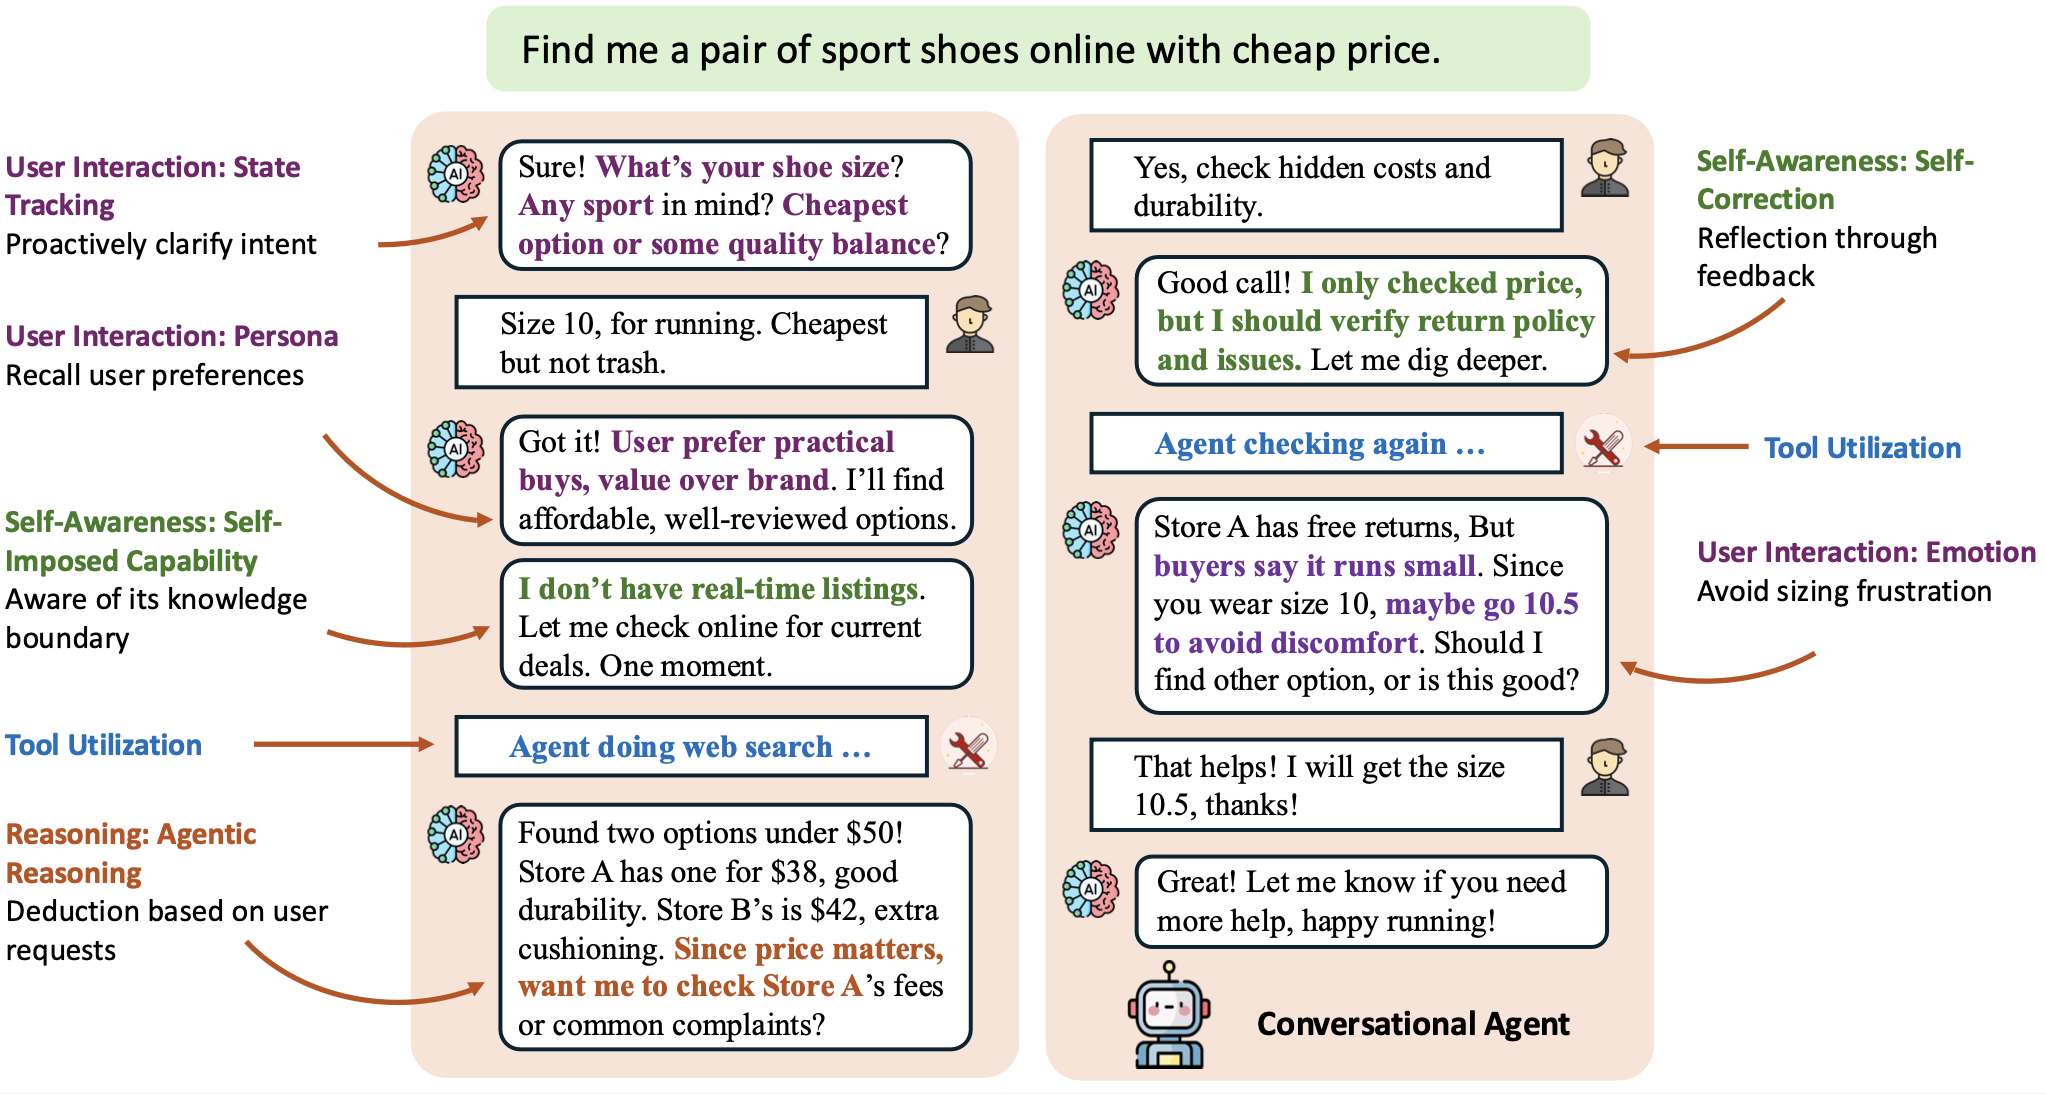 Find me a pair of sport shoes online with cheap price.
User Interaction: State
Tracking
Proactively clarify intent
User Interaction: Persona
Recall user preferences
Self-Awareness: Self-
Imposed Capability
Aware of its knowledge
boundary
Tool Utilization
Reasoning: Agentic
Reasoning
Deduction based on user
requests
AI
Sure! What's your shoe size?
Any sport in mind? Cheapest
option or some quality balance?
Size 10, for running. Cheapest
but not trash.
AI
Got it! User prefer practical
buys, value over brand. I'll find
affordable, well-reviewed options.
I don't have real-time listings.
Let me check online for current
deals. One moment.
Agent doing web search …
AI
Found two options under $50!
Store A has one for $38, good
durability. Store B's is $42, extra
cushioning. Since price matters,
want me to check Store A's fees
or common complaints?
Yes, check hidden costs and
durability.
AI
Good call! I only checked price,
but I should verify return policy
and issues. Let me dig deeper.
Agent checking again …
AI
Store A has free returns, But
buyers say it runs small. Since
you wear size 10, maybe go 10.5
to avoid discomfort. Should I
find other option, or is this good?
That helps! I will get the size
10.5, thanks!
AI
Great! Let me know if you need
more help, happy running!
Conversational Agent
Self-Awareness: Self-
Correction
Reflection through
feedback
Tool Utilization
User Interaction: Emotion
Avoid sizing frustration